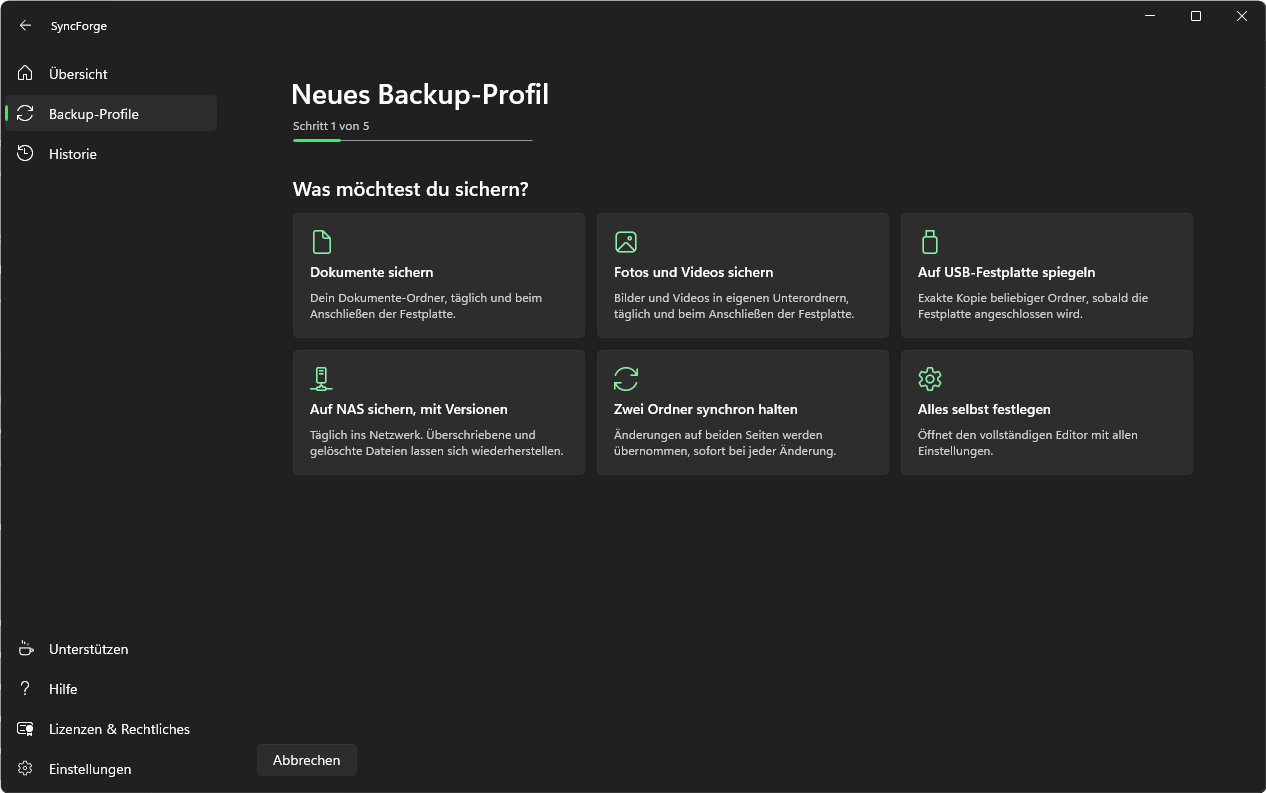 SyncForge
Übersicht
Backup-Profile
Historie
Neues Backup-Profil
Schritt 1 von 5
Was möchtest du sichern?
Dokumente sichern
Dein Dokumente-Ordner, täglich und beim
Anschließen der Festplatte.
Fotos und Videos sichern
Bilder und Videos in eigenen Unterordnern,
täglich und beim Anschließen der Festplatte.
Auf USB-Festplatte spiegeln
Exakte Kopie beliebiger Ordner, sobald die
Festplatte angeschlossen wird.
Auf NAS sichern, mit Versionen
Täglich ins Netzwerk. Überschriebene und
gelöschte Dateien lassen sich wiederherstellen.
Zwei Ordner synchron halten
Änderungen auf beiden Seiten werden
übernommen, sofort bei jeder Änderung.
Alles selbst festlegen
Öffnet den vollständigen Editor mit allen
Einstellungen.
Unterstützen
Hilfe
Lizenzen & Rechtliches
Einstellungen
Abbrechen